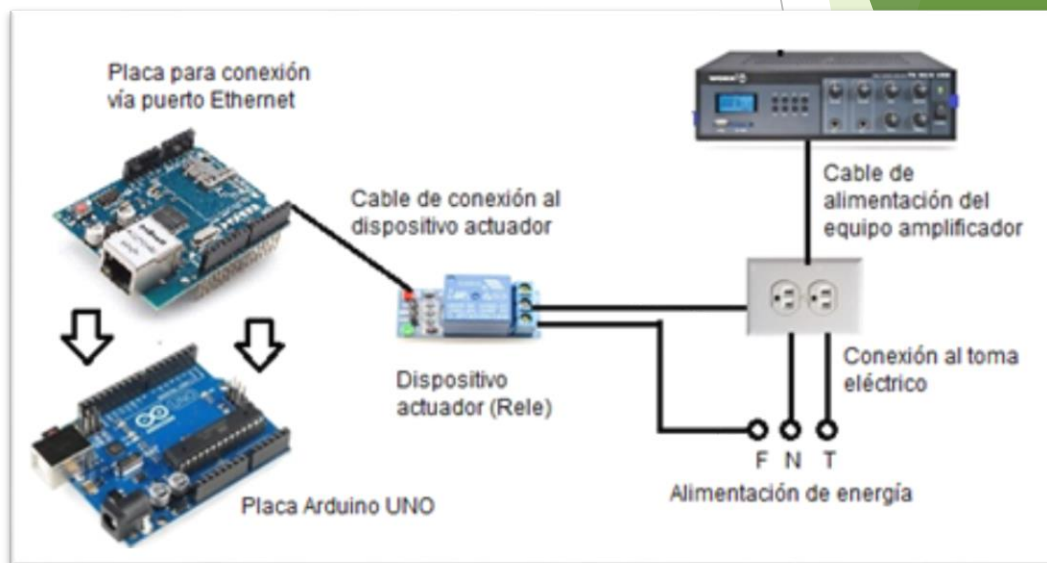 Placa para conexión
vía puerto Ethernet
Cable de conexión al
dispositivo actuador
Cable de
alimentación del
equipo amplificador
Dispositivo
actuador (Rele)
Conexión al toma
eléctrico
F N T
Alimentación de energía
UNO
Placa Arduino UNO